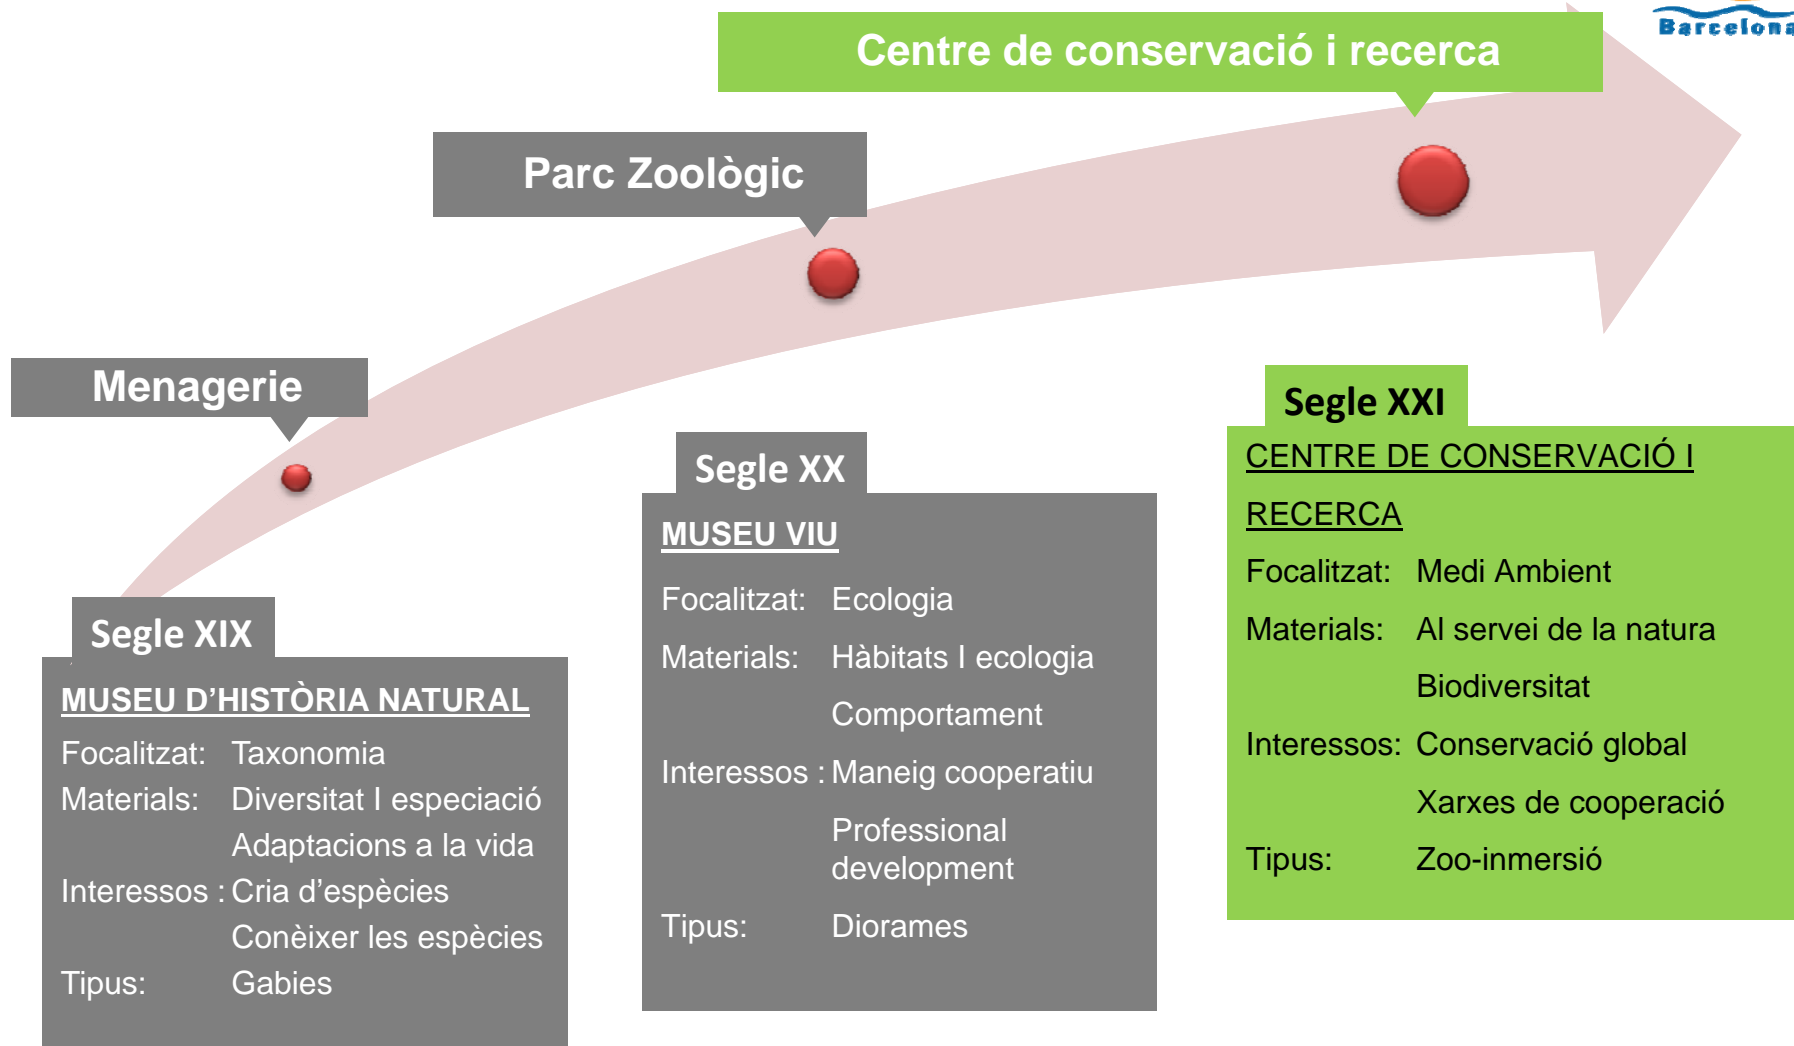 Barcelona
Centre de conservació i recerca
Parc Zoològic
Menagerie
Segle XIX
MUSEU D’HISTÒRIA NATURAL
Focalitzat: Taxonomia
Materials: Diversitat I especiació
Adaptacions a la vida
Interessos : Cria d’espècies
Conèixer les espècies
Tipus: Gabies
Segle XX
MUSEU VIU
Focalitzat: Ecologia
Materials: Hàbitats I ecologia
Comportament
Interessos : Maneig cooperatiu
Professional
development
Tipus: Diorames
Segle XXI
CENTRE DE CONSERVACIÓ I
RECERCA
Focalitzat: Medi Ambient
Materials: Al servei de la natura
Biodiversitat
Interessos: Conservació global
Xarxes de cooperació
Tipus: Zoo-inmersió